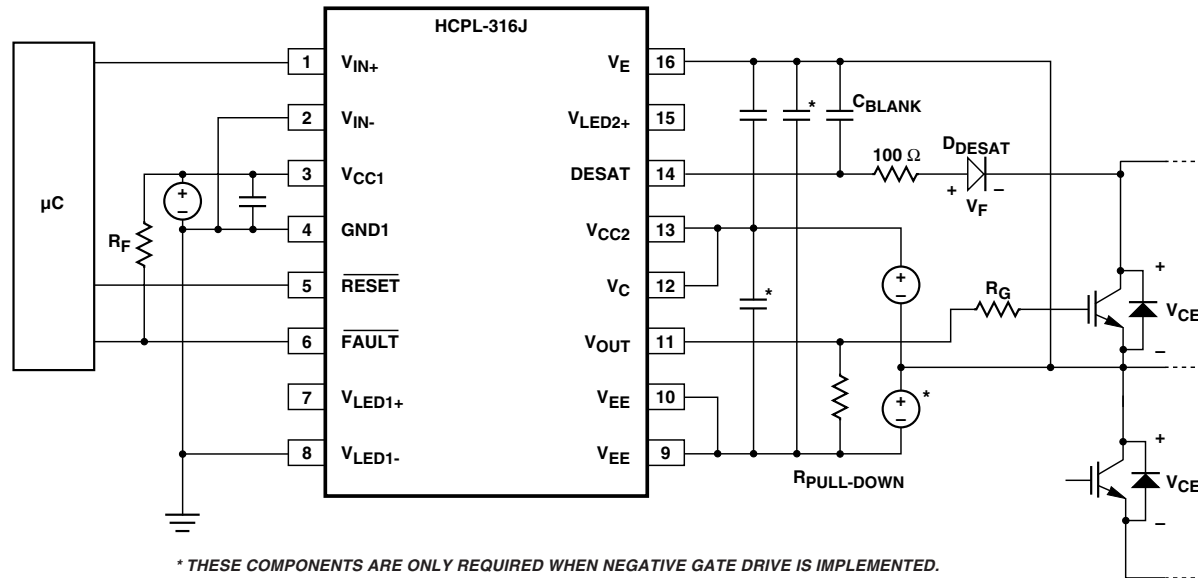 HCPL-316J
µC
1 VIN+
2 VIN-
3 VCC1
4 GND1
5 RESET
6 FAULT
7 VLED1+
8 VLED1-
VE 16
VLED2+ 15
DESAT 14
VCC2 13
VC 12
VOUT 11
VEE 10
VEE 9
RF
+
–
*
CBLANK
100 Ω
DDESAT
+ –
VF
+
–
*
RG
+
–
*
RPULL-DOWN
+
VCE
–
+
VCE
–
* THESE COMPONENTS ARE ONLY REQUIRED WHEN NEGATIVE GATE DRIVE IS IMPLEMENTED.